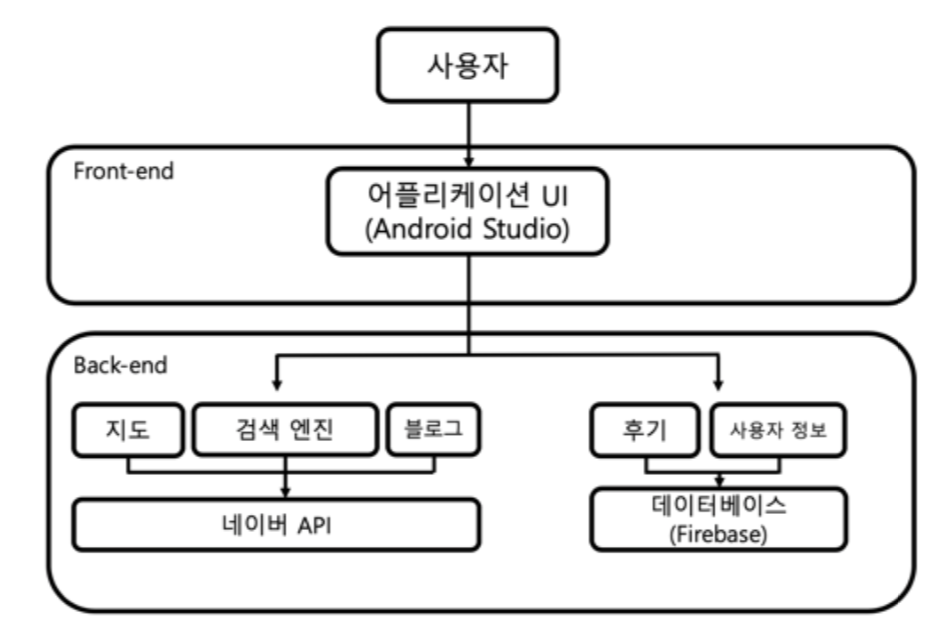 사용자
Front-end
어플리케이션 UI
(Android Studio)
Back-end
지도
검색 엔진
블로그
후기
사용자 정보
네이버 API
데이터베이스
(Firebase)